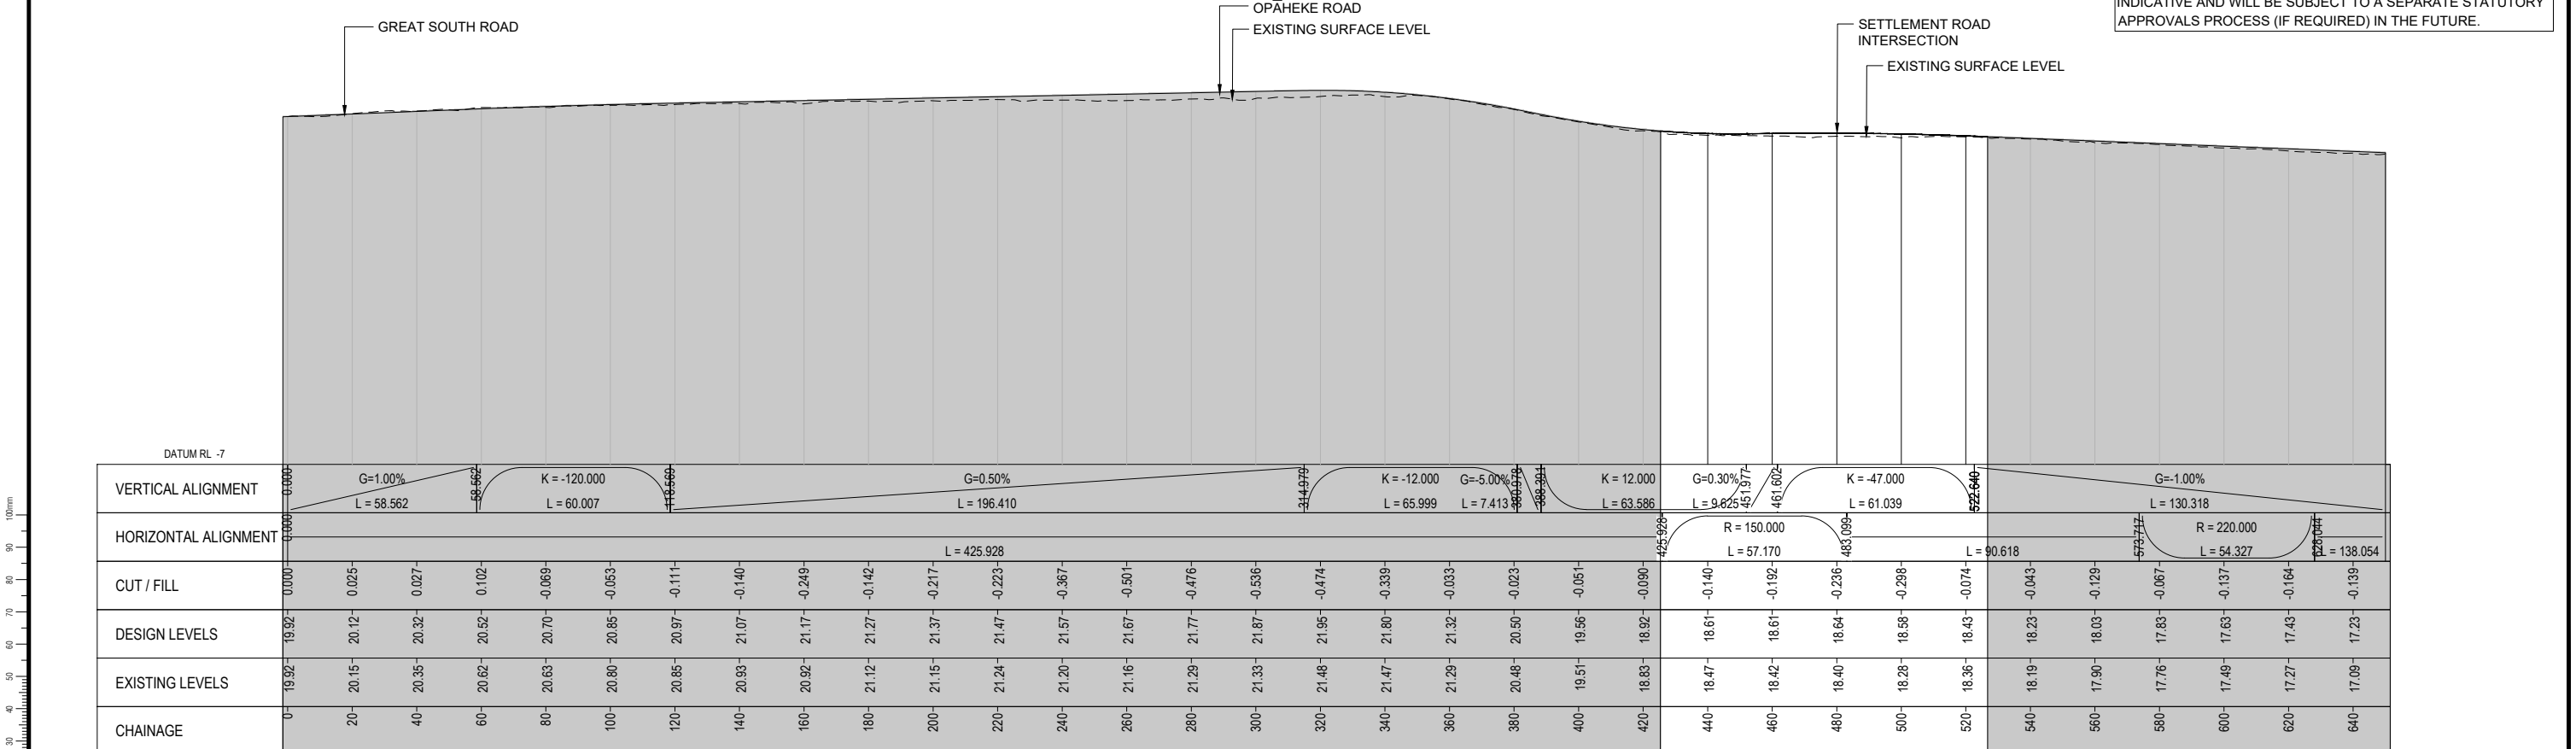 OPAHEKE ROAD
EXISTING SURFACE LEVEL
GREAT SOUTH ROAD
SETTLEMENT ROAD
INTERSECTION
EXISTING SURFACE LEVEL
INDICATIVE AND WILL BE SUBJECT TO A SEPARATE STATUTORY
APPROVALS PROCESS (IF REQUIRED) IN THE FUTURE.
DATUM RL -7
VERTICAL ALIGNMENT
0.000 G=1.00% L = 58.562 58.562 K = -120.000 L = 60.007 118.569 G=0.50% L = 196.410 314.979 K = -12.000 L = 65.999 G=-5.00% L = 7.413 380.978 388.391 K = 12.000 L = 63.586 G=0.30% L = 9.625 451.977 461.602 K = -47.000 L = 61.039 522.640 G=-1.00% L = 130.318
HORIZONTAL ALIGNMENT
0.000 L = 425.928 425.928 R = 150.000 L = 57.170 483.099 L = 90.618 573.717 R = 220.000 L = 54.327 628.044 L = 138.054
CUT / FILL
0.000 0.025 0.027 0.102 -0.069 -0.053 -0.111 -0.140 -0.249 -0.142 -0.217 -0.223 -0.367 -0.501 -0.476 -0.536 -0.474 -0.339 -0.033 -0.023 -0.051 -0.090 -0.140 -0.192 -0.236 -0.298 -0.074 -0.043 -0.129 -0.067 -0.137 -0.164 -0.139
DESIGN LEVELS
19.92 20.12 20.32 20.52 20.70 20.85 20.97 21.07 21.17 21.27 21.37 21.47 21.57 21.67 21.77 21.87 21.95 21.80 21.32 20.50 19.56 18.92 18.61 18.61 18.64 18.58 18.43 18.23 18.03 17.83 17.63 17.43 17.23
EXISTING LEVELS
19.92 20.15 20.35 20.62 20.63 20.80 20.85 20.93 20.92 21.12 21.15 21.24 21.20 21.16 21.29 21.33 21.48 21.47 21.29 20.48 19.51 18.83 18.47 18.42 18.40 18.28 18.36 18.19 17.90 17.76 17.49 17.27 17.09
CHAINAGE
0 20 40 60 80 100 120 140 160 180 200 220 240 260 280 300 320 340 360 380 400 420 440 460 480 500 520 540 560 580 600 620 640
100mm
90
80
70
60
50
40
30